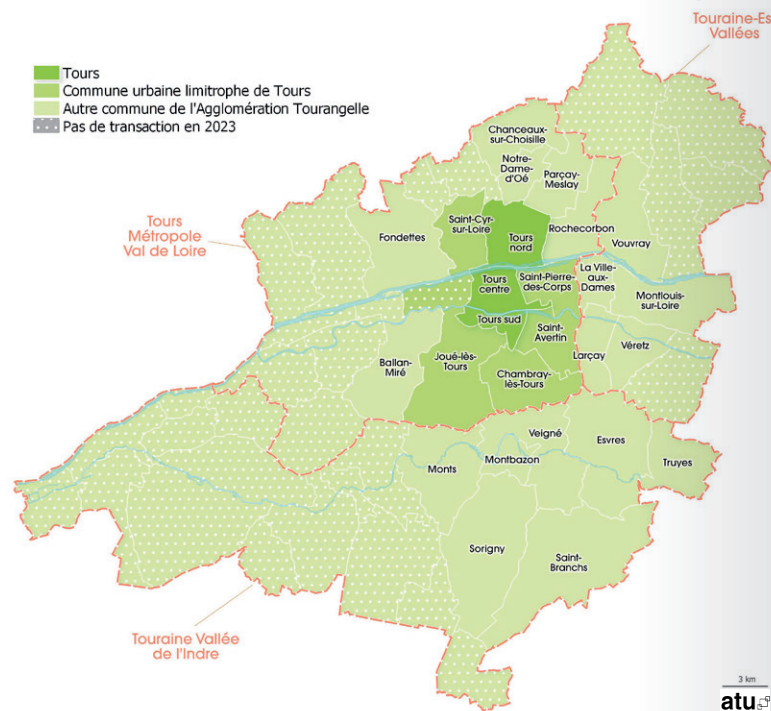 Touraine-Es
Vallées
Tours
Commune urbaine limitrophe de Tours
Autre commune de l'Agglomération Tourangelle
Pas de transaction en 2023
Chanceaux-
sur-Choisille
Notre-
Dame-
d'Oé
Parçay-
Meslay
Tours
Métropole
Val de Loire
Saint-Cyr-
sur-Loire
Fondettes
Tours
nord
Rochecorbon
Vouvray
Tours
centre
Saint-Pierre-
des-Corps
La Ville-
aux-
Dames
Montlouis-
sur-Loire
Tours sud
Saint-
Avertin
Larçay
Véretz
Ballan-
Miré
Joué-lès-
Tours
Chambray-
lès-Tours
Veigné
Esvres
Monts
Montbazon
Truyes
Sorigny
Saint-
Branchs
Touraine Vallée
de l'Indre
3 km
atu